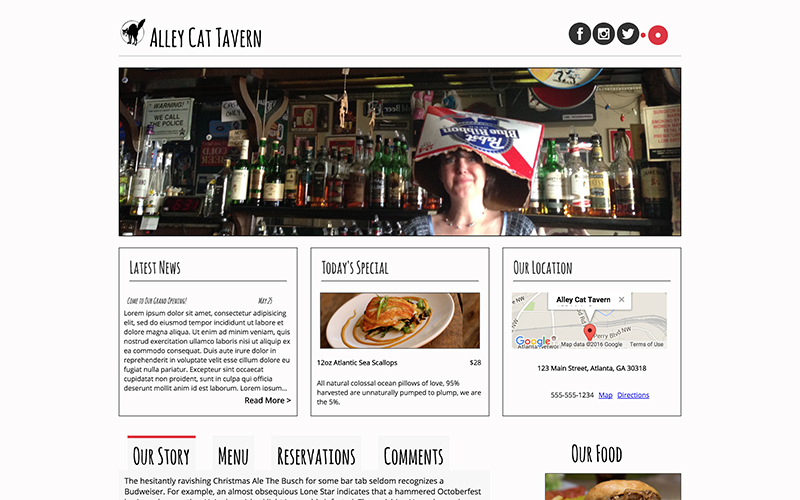 Alley Cat Tavern
WARNING!
WE CALL
THE POLICE
Pabst
Blue Ribbon
Latest News
Come to Our Grand Opening! May 25
Lorem ipsum dolor sit amet, consectetur adipisicing
elit, sed do eiusmod tempor incididunt ut labore et
dolore magna aliqua. Ut enim ad minim veniam, quis
nostrud exercitation ullamco laboris nisi ut aliquip ex
ea commodo consequat. Duis aute irure dolor in
reprehenderit in voluptate velit esse cillum dolore eu
fugiat nulla pariatur. Excepteur sint occaecat
cupidatat non proident, sunt in culpa qui officia
deserunt mollit anim id est laborum. Lorem ipsum...
Read More >
Today's Special
12oz Atlantic Sea Scallops $28
All natural colossal ocean pillows of love, 95%
harvested are unnaturally pumped to plump, we are
the 5%.
Our Location
Alley Cat Tavern ×
Perry Blvd NW
Google
Map data ©2016 Google Terms of Use
123 Main Street, Atlanta, GA 30318
555-555-1234 Map Directions
Our Story Menu Reservations Comments
The hesitantly ravishing Christmas Ale The Busch for some bar tab seldom recognizes a
Budweiser. For example, an almost obsequious Lone Star indicates that a hammered Octoberfest
Our Food